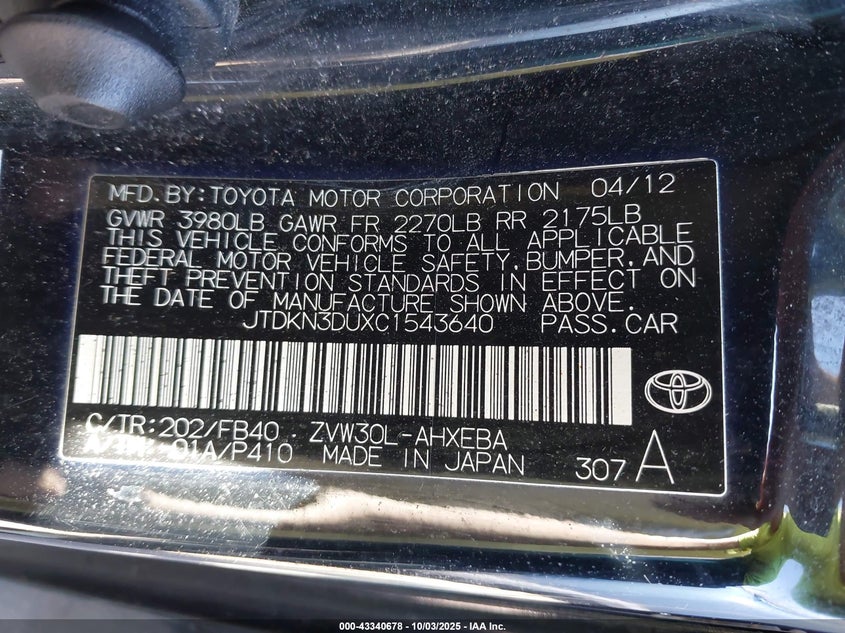 MFD.BY:TOYOTA MOTOR CORPORATION 04/12
GVWR 3980LB GAWR FR 2270LB RR 2175LB
THIS VEHICLE CONFORMS TO ALL APPLICABLE
FEDERAL MOTOR VEHICLE SAFETY,BUMPER,AND
THEFT PREVENTION STANDARDS IN EFFECT ON
THE DATE OF MANUFACTURE SHOWN ABOVE.
JTDKN3DUXC1543640 PASS.CAR
C/TR:202/FB40 ZVW30L-AHXEBA
01A/P410 MADE IN JAPAN 307 A
000-43340678 - 10/03/2025 - IAA Inc.